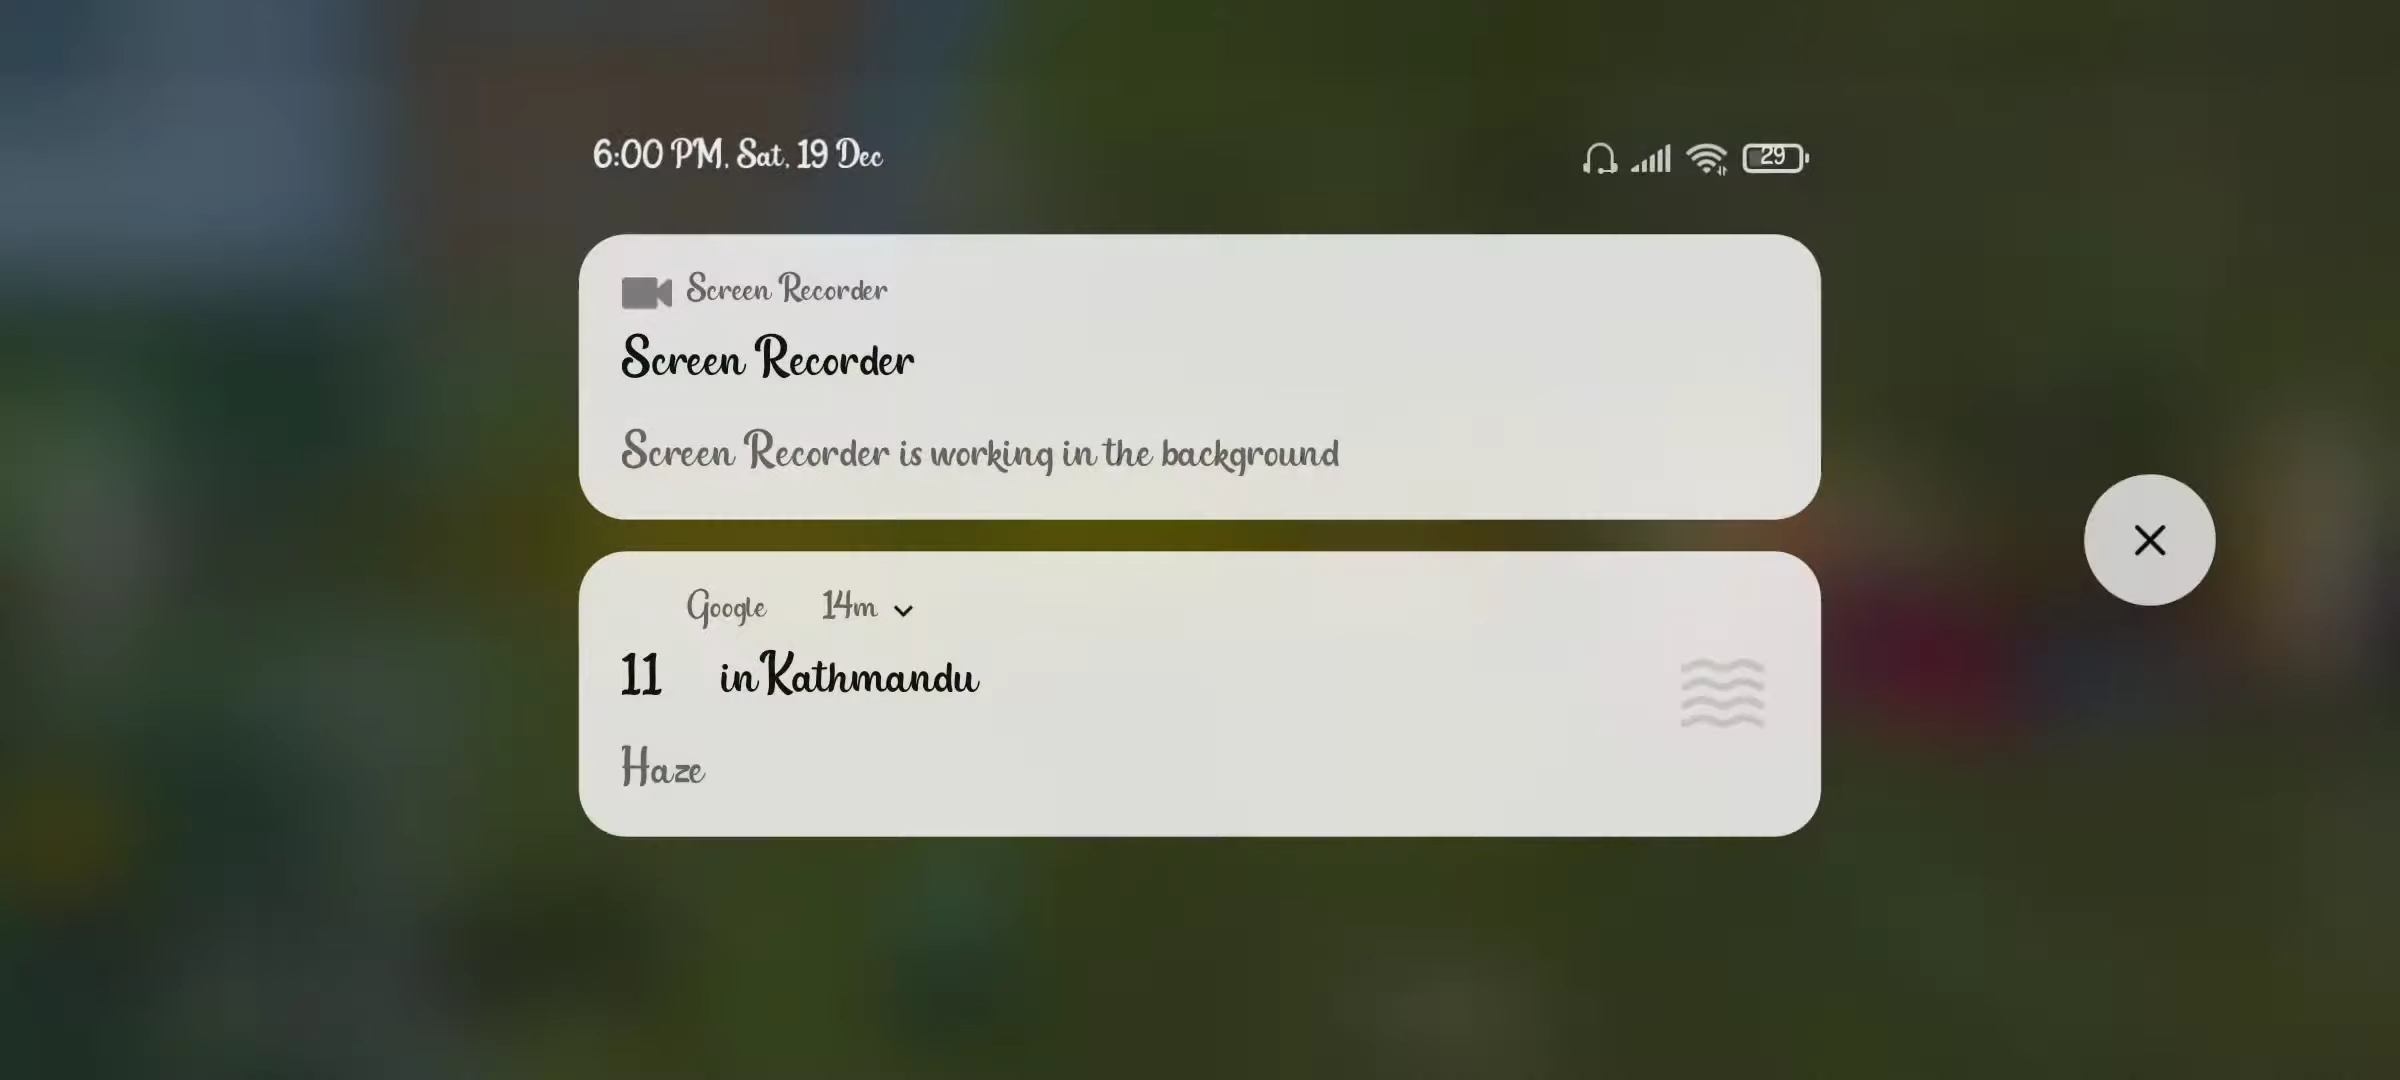 6:00 PM, Sat, 19 Dec
29
Screen Recorder
Screen Recorder
Screen Recorder is working in the background
Google 14m
11 in Kathmandu
Haze